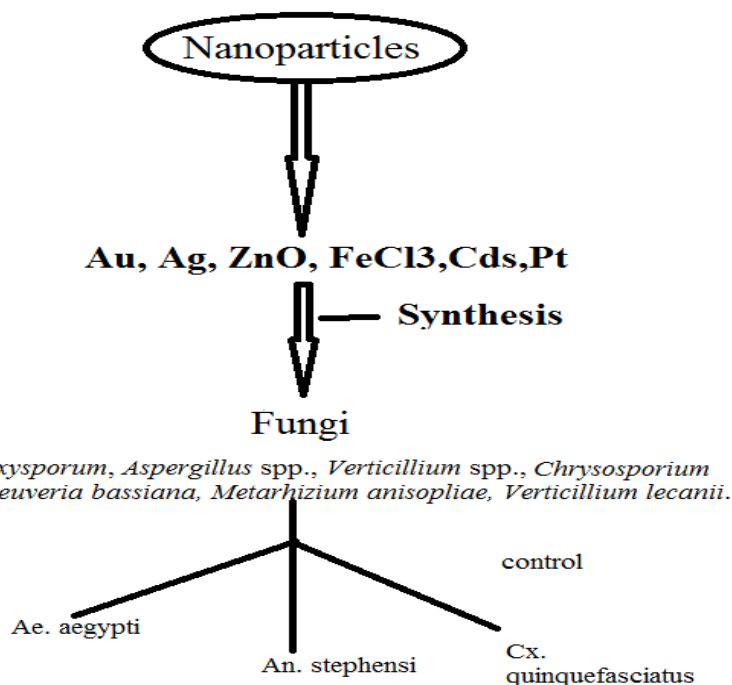 Nanoparticles
Au, Ag, ZnO, FeCl3,Cds,Pt
Synthesis
Fungi
xysporum, Aspergillus spp., Verticillium spp., Chrysosporium
euveria bassiana, Metarhizium anisopliae, Verticillium lecanii.
control
Ae. aegypti
An. stephensi
Cx.
quinquefasciatus